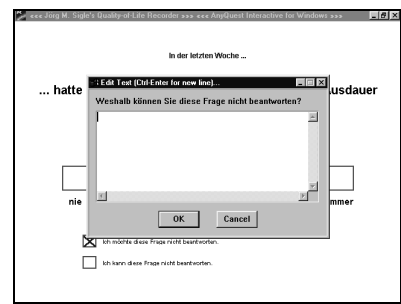 ««« Jörg M. Sigle's Quality-of-Life Recorder »»» ««« AnyQuest Interactive for Windows »»»
In der letzten Woche ...
... hatte
Ausdauer
Edit Text (Ctrl-Enter for new line)...
Weshalb können Sie diese Frage nicht beantworten?
nie
immer
OK
Cancel
Ich möchte diese Frage nicht beantworten.
Ich kann diese Frage nicht beantworten.